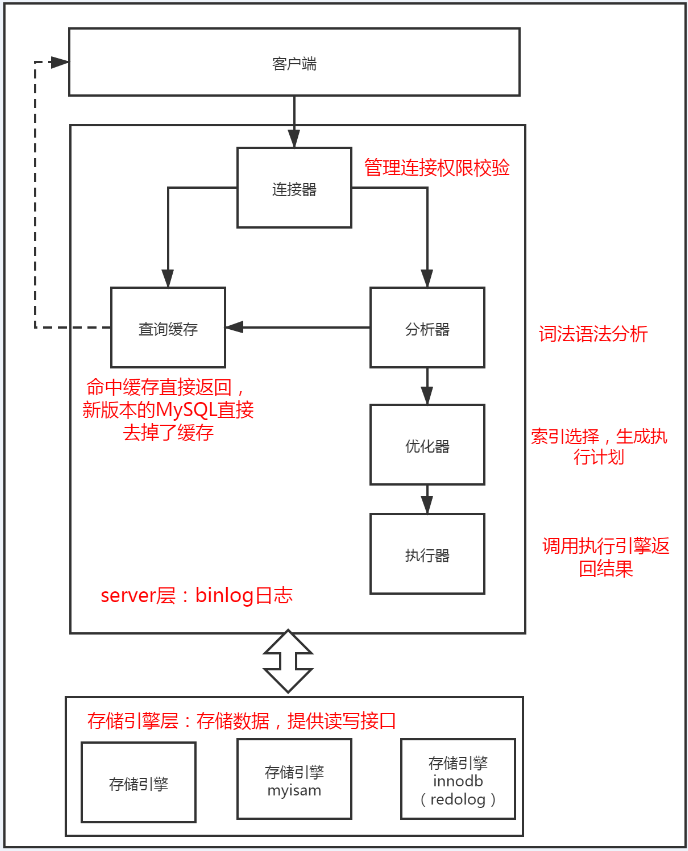 客户端
连接器
管理连接权限校验
查询缓存
分析器
词法语法分析
命中缓存直接返回，
新版本的MySQL直接
去掉了缓存
优化器
索引选择，生成执
行计划
执行器
调用执行引擎返
回结果
server层：binlog日志
存储引擎层：存储数据，提供读写接口
存储引擎
存储引擎
myisam
存储引擎
innodb
（redolog）